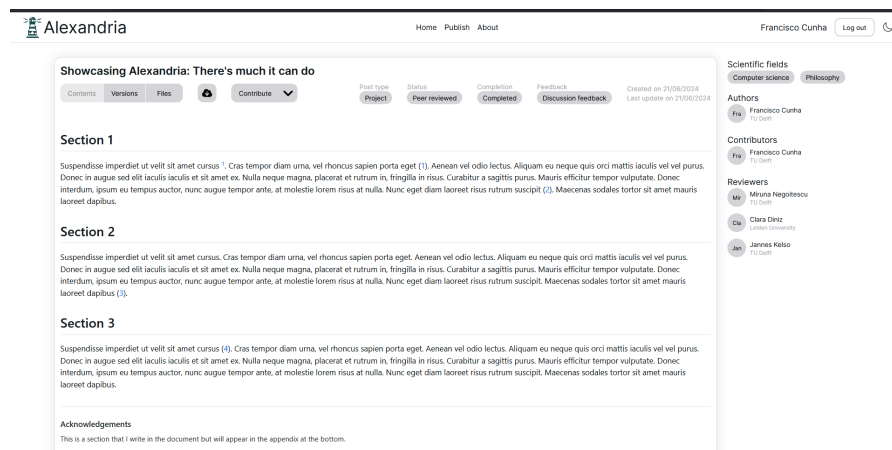 Alexandria
Home Publish About
Francisco Cunha Log out
Showcasing Alexandria: There's much it can do
Contents Versions Files Contribute
Post type Status Completion Feedback
Project Peer reviewed Completed Discussion feedback
Created on 21/06/2024
Last update on 21/06/2024
Section 1
Suspendisse imperdiet ut velit sit amet cursus 1. Cras tempor diam urna, vel rhoncus sapien porta eget (1). Aenean vel odio lectus. Aliquam eu neque quis orci mattis iaculis vel vel purus.
Donec in augue sed elit iaculis iaculis et sit amet ex. Nulla neque magna, placerat et rutrum in, fringilla in risus. Curabitur a sagittis purus. Mauris efficitur tempor vulputate. Donec
interdum, ipsum eu tempus auctor, nunc augue tempor ante, at molestie lorem risus at nulla. Nunc eget diam laoreet risus rutrum suscipit (2). Maecenas sodales tortor sit amet mauris
laoreet dapibus.
Section 2
Suspendisse imperdiet ut velit sit amet cursus. Cras tempor diam urna, vel rhoncus sapien porta eget. Aenean vel odio lectus. Aliquam eu neque quis orci mattis iaculis vel vel purus.
Donec in augue sed elit iaculis iaculis et sit amet ex. Nulla neque magna, placerat et rutrum in, fringilla in risus. Curabitur a sagittis purus. Mauris efficitur tempor vulputate. Donec
interdum, ipsum eu tempus auctor, nunc augue tempor ante, at molestie lorem risus at nulla. Nunc eget diam laoreet risus rutrum suscipit. Maecenas sodales tortor sit amet mauris
laoreet dapibus (3).
Section 3
Suspendisse imperdiet ut velit sit amet cursus (4). Cras tempor diam urna, vel rhoncus sapien porta eget. Aenean vel odio lectus. Aliquam eu neque quis orci mattis iaculis vel vel purus.
Donec in augue sed elit iaculis iaculis et sit amet ex. Nulla neque magna, placerat et rutrum in, fringilla in risus. Curabitur a sagittis purus. Mauris efficitur tempor vulputate. Donec
interdum, ipsum eu tempus auctor, nunc augue tempor ante, at molestie lorem risus at nulla. Nunc eget diam laoreet risus rutrum suscipit. Maecenas sodales tortor sit amet mauris
laoreet dapibus.
Acknowledgements
This is a section that I write in the document but will appear in the appendix at the bottom.
Scientific fields
Computer science Philosophy
Authors
Fra Francisco Cunha
TU Delft
Contributors
Fra Francisco Cunha
TU Delft
Reviewers
Mir Miruna Negoitescu
TU Delft
Cla Clara Diniz
Leiden University
Jan Jannes Kelso
TU Delft